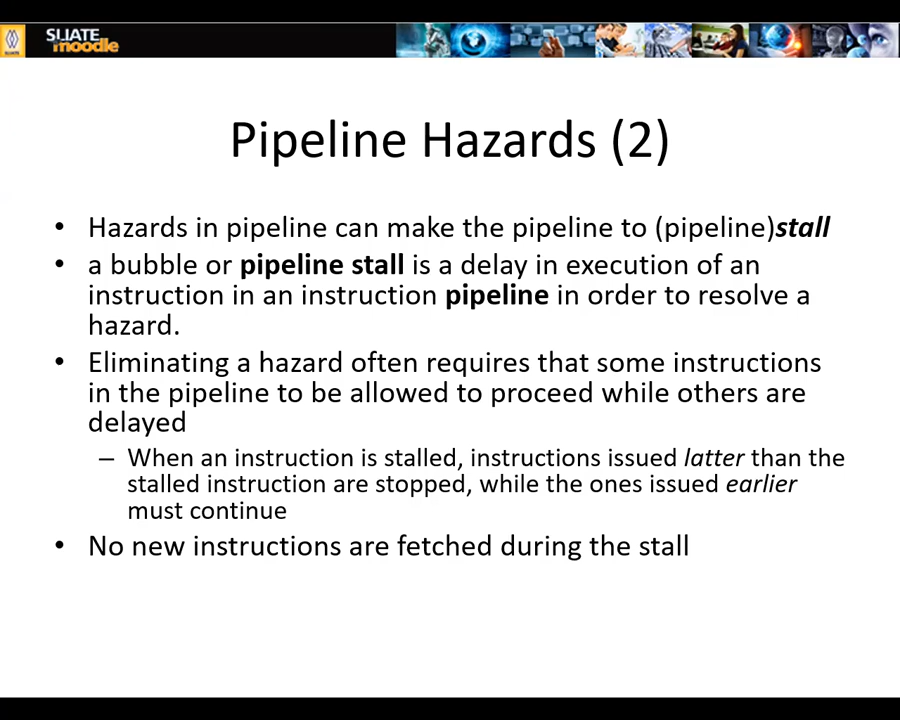 SLIATE
moodle
Pipeline Hazards (2)
• Hazards in pipeline can make the pipeline to (pipeline)stall
• a bubble or pipeline stall is a delay in execution of an
instruction in an instruction pipeline in order to resolve a
hazard.
• Eliminating a hazard often requires that some instructions
in the pipeline to be allowed to proceed while others are
delayed
– When an instruction is stalled, instructions issued latter than the
stalled instruction are stopped, while the ones issued earlier
must continue
• No new instructions are fetched during the stall